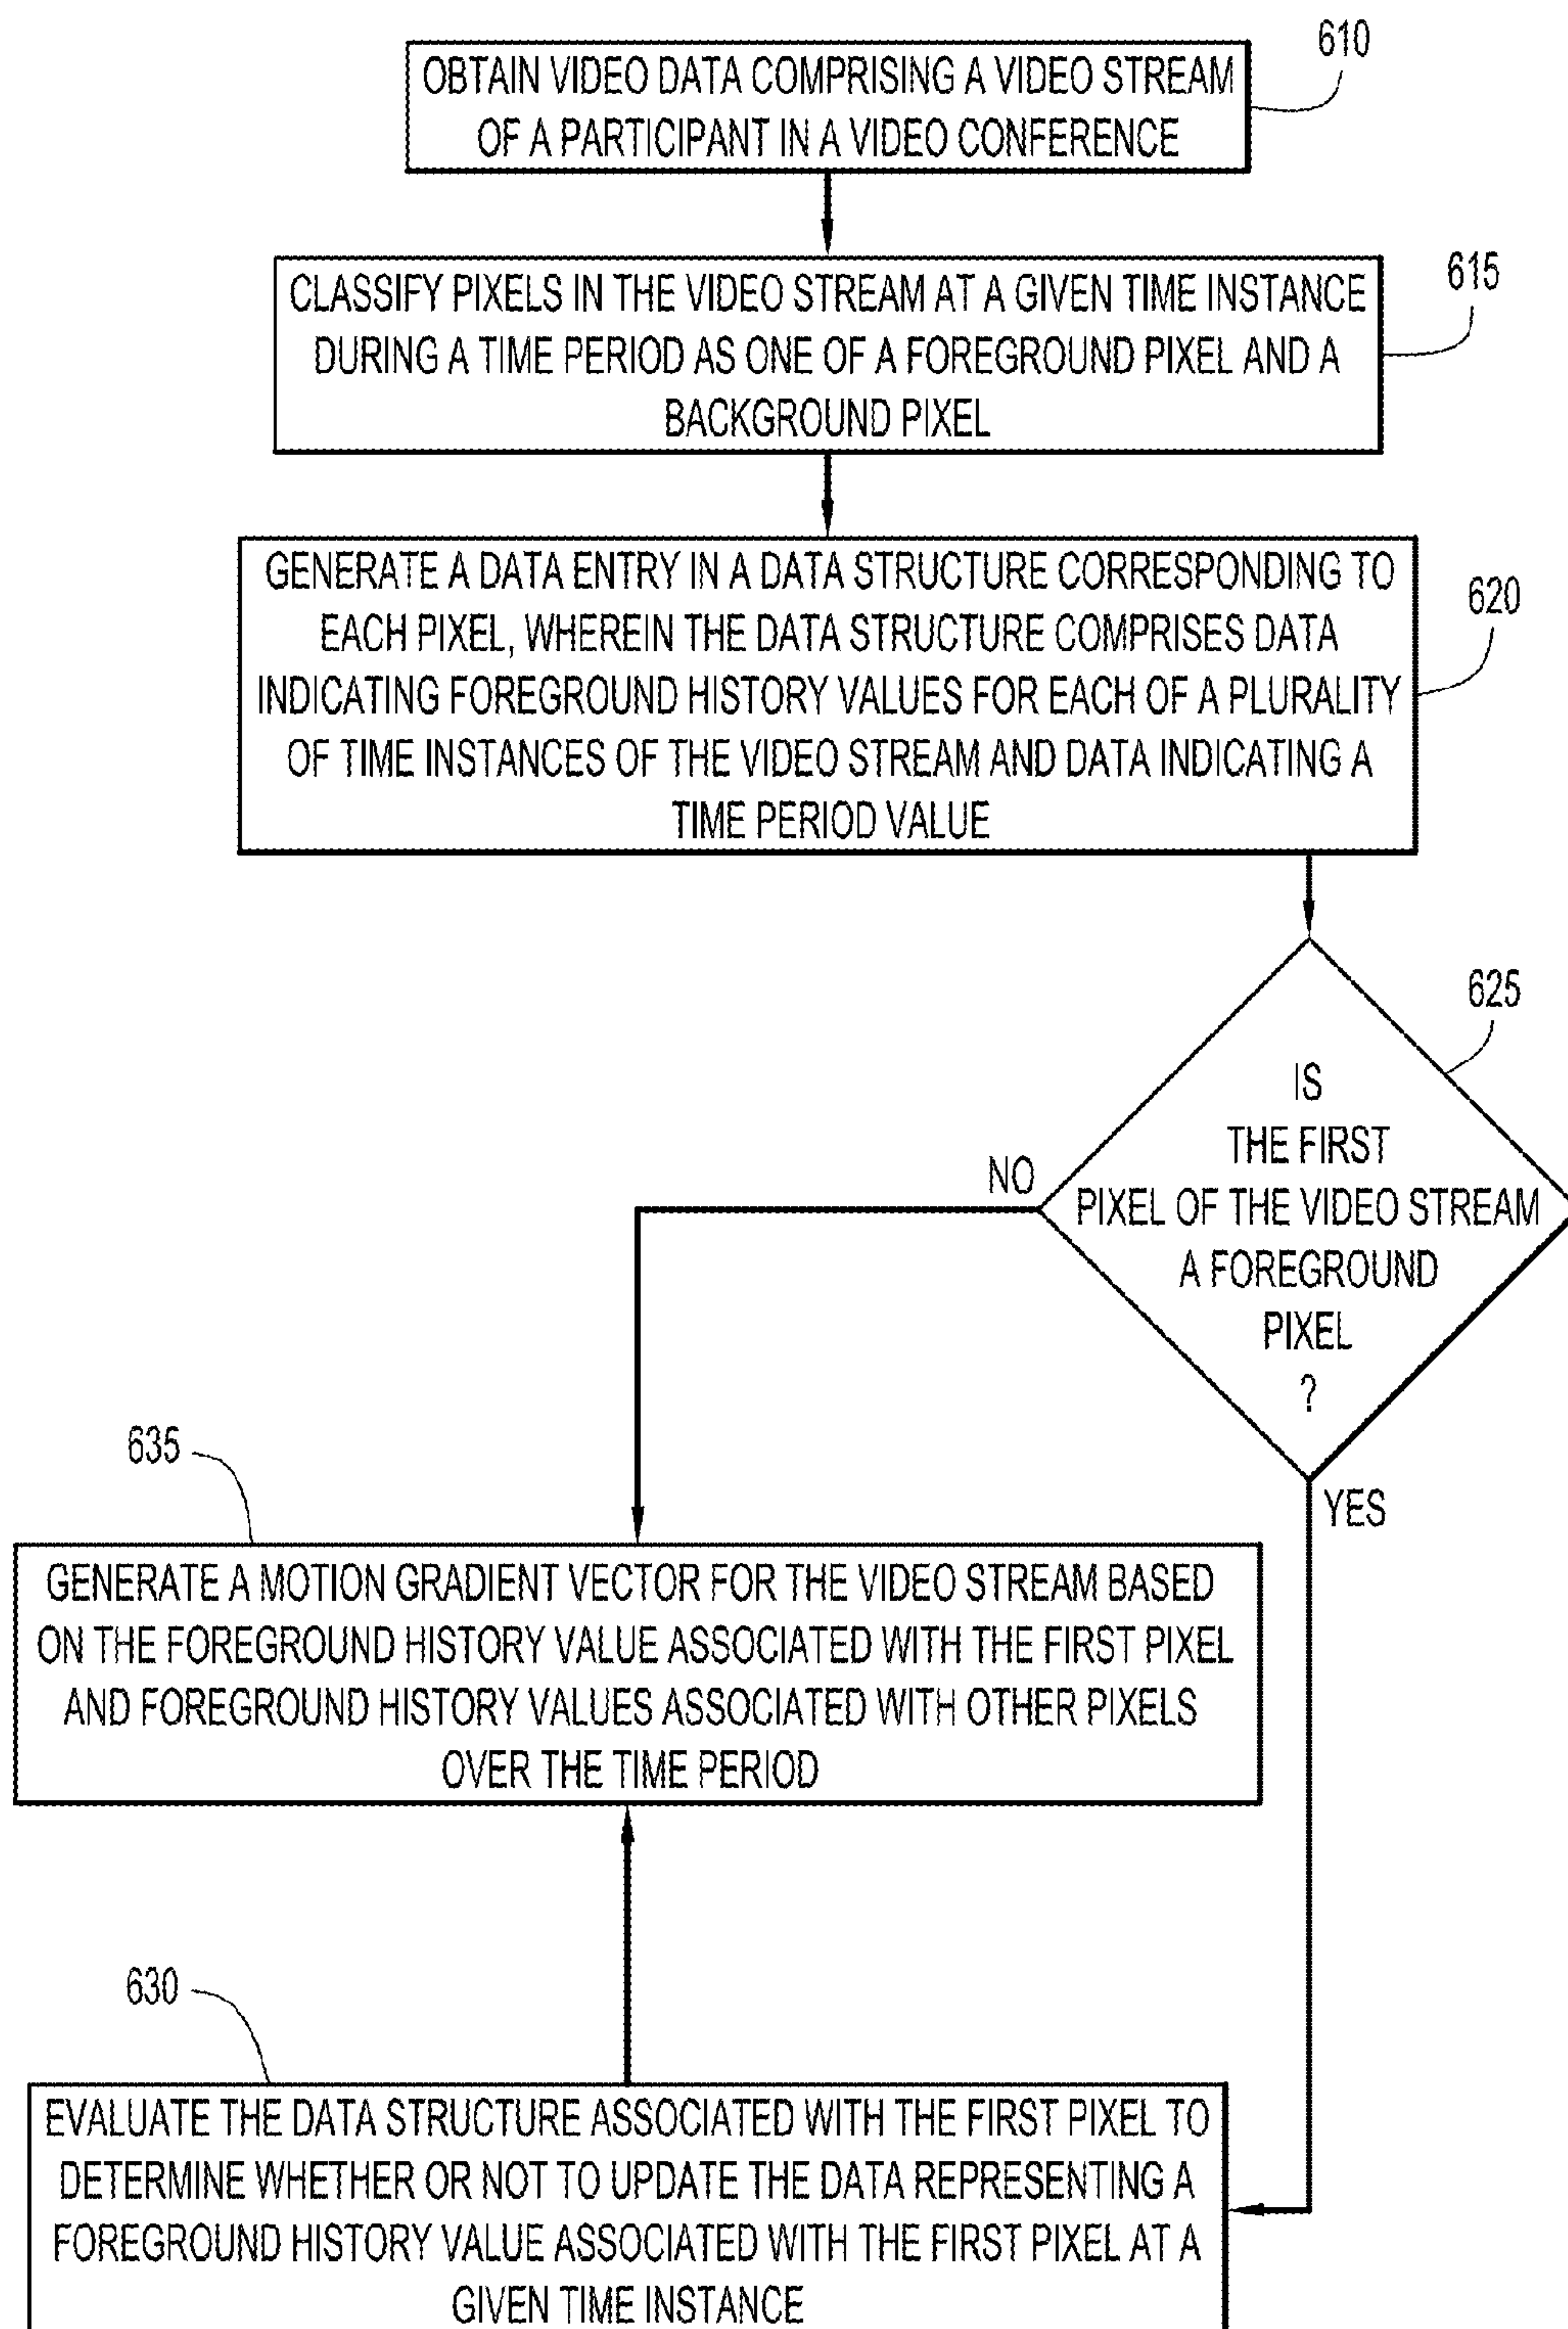 610
OBTAIN VIDEO DATA COMPRISING A VIDEO STREAM
OF A PARTICIPANT IN A VIDEO CONFERENCE
615
CLASSIFY PIXELS IN THE VIDEO STREAM AT A GIVEN TIME INSTANCE
DURING A TIME PERIOD AS ONE OF A FOREGROUND PIXEL AND A
BACKGROUND PIXEL
620
GENERATE A DATA ENTRY IN A DATA STRUCTURE CORRESPONDING TO
EACH PIXEL, WHEREIN THE DATA STRUCTURE COMPRISES DATA
INDICATING FOREGROUND HISTORY VALUES FOR EACH OF A PLURALITY
OF TIME INSTANCES OF THE VIDEO STREAM AND DATA INDICATING A
TIME PERIOD VALUE
625
IS
THE FIRST
PIXEL OF THE VIDEO STREAM
A FOREGROUND
PIXEL
?
NO
YES
635
GENERATE A MOTION GRADIENT VECTOR FOR THE VIDEO STREAM BASED
ON THE FOREGROUND HISTORY VALUE ASSOCIATED WITH THE FIRST PIXEL
AND FOREGROUND HISTORY VALUES ASSOCIATED WITH OTHER PIXELS
OVER THE TIME PERIOD
630
EVALUATE THE DATA STRUCTURE ASSOCIATED WITH THE FIRST PIXEL TO
DETERMINE WHETHER OR NOT TO UPDATE THE DATA REPRESENTING A
FOREGROUND HISTORY VALUE ASSOCIATED WITH THE FIRST PIXEL AT A
GIVEN TIME INSTANCE